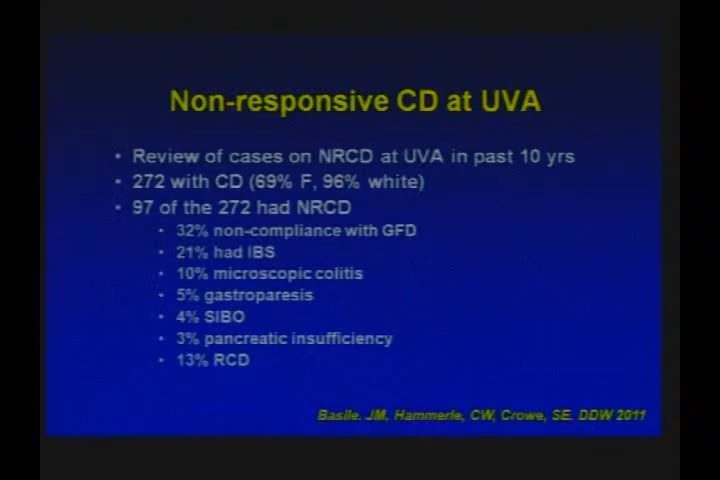 Non-responsive CD at UVA
• Review of cases on NRCD at UVA in past 10 yrs
• 272 with CD (69% F, 96% white)
• 97 of the 272 had NRCD
• 32% non-compliance with GFD
• 21% had IBS
• 10% microscopic colitis
• 5% gastroparesis
• 4% SIBO
• 3% pancreatic insufficiency
• 13% RCD
Basile. JM, Hammerle, CW, Crowe, SE. DDW 2011